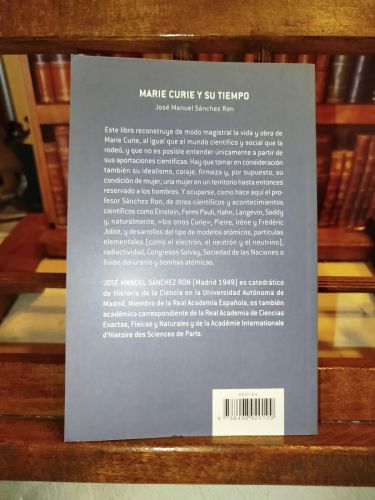 MARIE CURIE Y SU TIEMPO
José Manuel Sánchez Ron
Este libro reconstruye de modo magistral la vida y obra de
Marie Curie, al igual que el mundo científico y social que la
rodeó, y que no es posible entender únicamente a partir de
sus aportaciones científicas. Hay que tomar en consideración
también su idealismo, coraje, firmeza y, por supuesto, su
condición de mujer, una mujer en un territorio hasta entonces
reservado a los hombres. Y ocuparse, como hace aquí el pro-
fesor Sánchez Ron, de otros científicos y acontecimientos
científicos como Einstein, Fermi Pauli, Hahn, Langevin, Soddy
y, naturalmente, «los otros Curie», Pierre, Irène y Frédéric
Joliot, y desarrollos del tipo de modelos atómicos, partículas
elementales (como el electrón, el neutrón y el neutrino),
radiactividad, Congresos Solvay, Sociedad de las Naciones o
fisión del uranio y bombas atómicas.
JOSÉ MANUEL SÁNCHEZ RON (Madrid 1949) es catedrático
de Historia de la Ciencia en la Universidad Autónoma de
Madrid. Miembro de la Real Academia Española, es también
académico correspondiente de la Real Academia de Ciencias
Exactas, Físicas y Naturales y de la Académie Internationale
d'Histoire des Sciences de Paris.